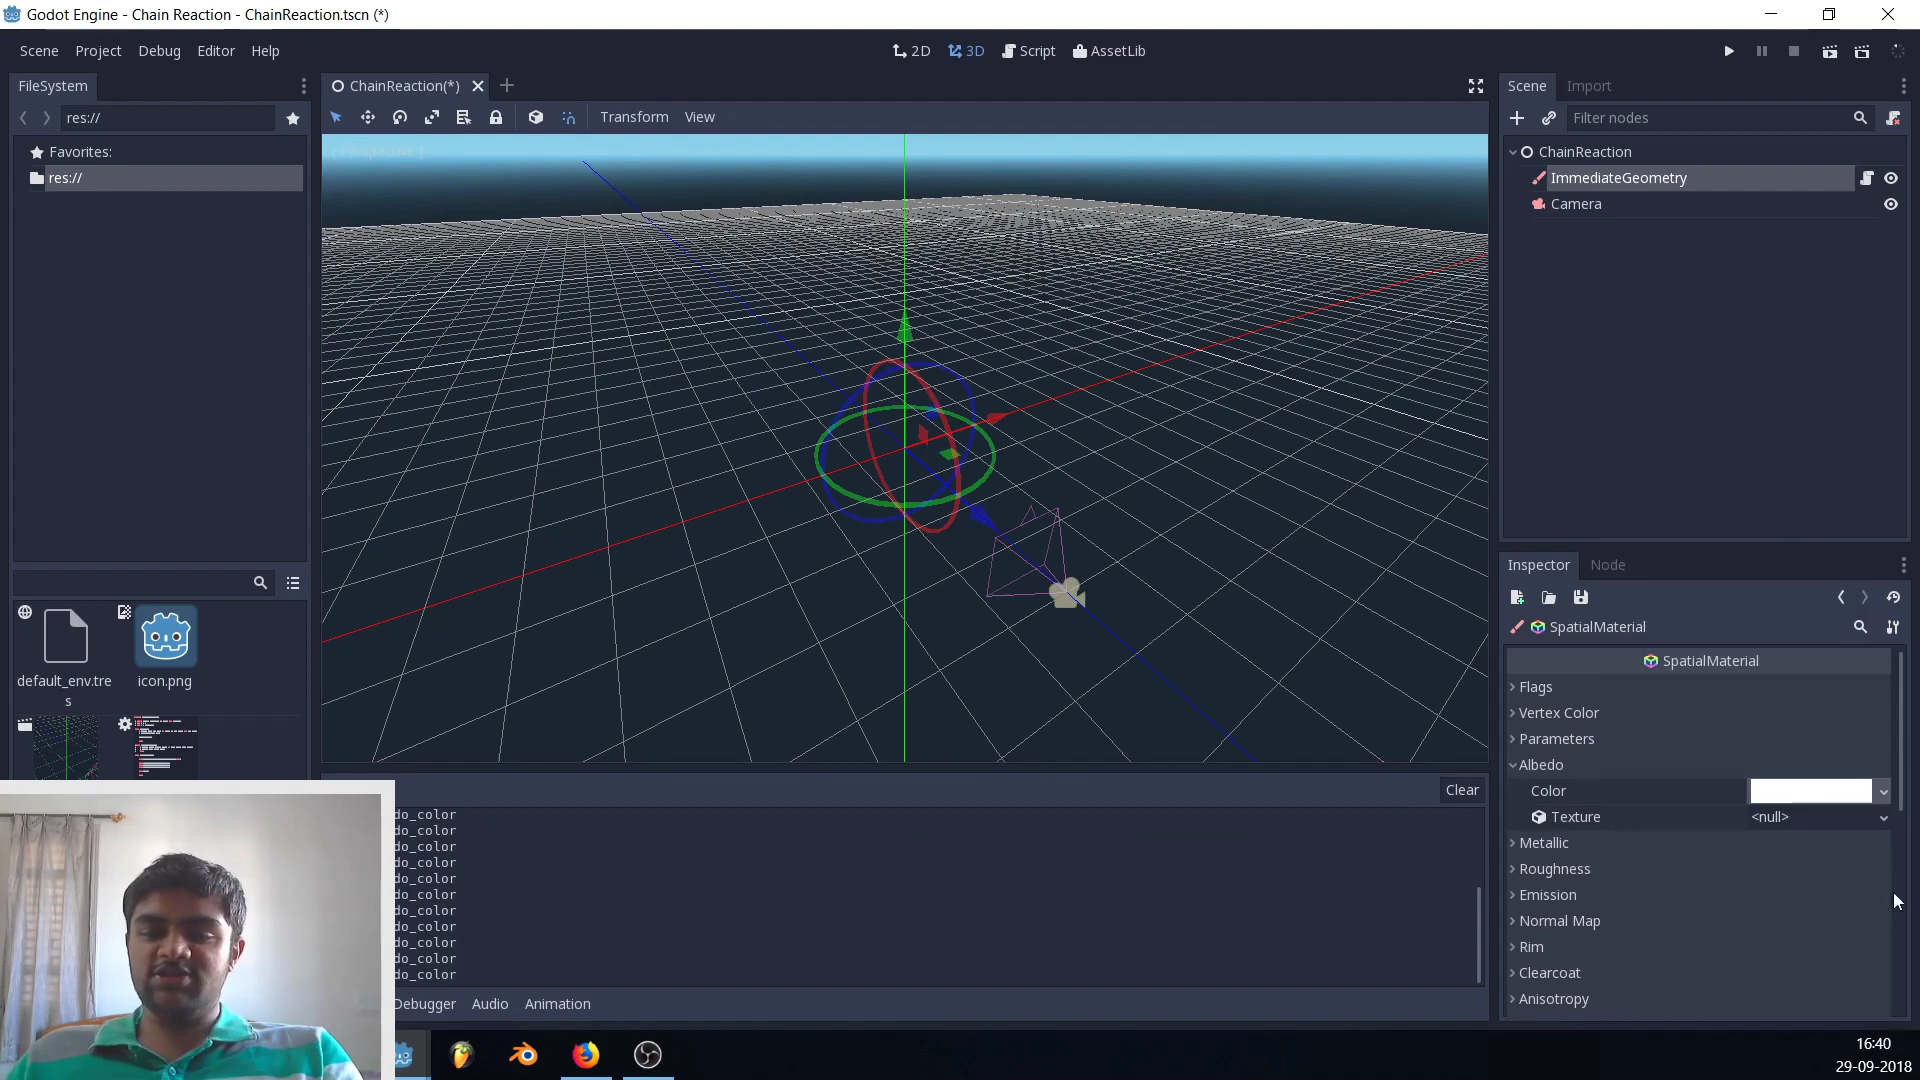 Godot Engine - Chain Reaction - ChainReaction.tscn (*)
Scene Project Debug Editor Help
2D 3D Script AssetLib
FileSystem
res://
Favorites:
res://
default_env.tre
s
icon.png
ChainReaction(*)
Transform View
Clear
do_color
do_color
do_color
do_color
do_color
do_color
do_color
do_color
do_color
do_color
do_color
Debugger Audio Animation
Scene Import
Filter nodes
ChainReaction
ImmediateGeometry
Camera
Inspector Node
SpatialMaterial
SpatialMaterial
Flags
Vertex Color
Parameters
Albedo
Color
Texture <null>
Metallic
Roughness
Emission
Normal Map
Rim
Clearcoat
Anisotropy
16:40
29-09-2018